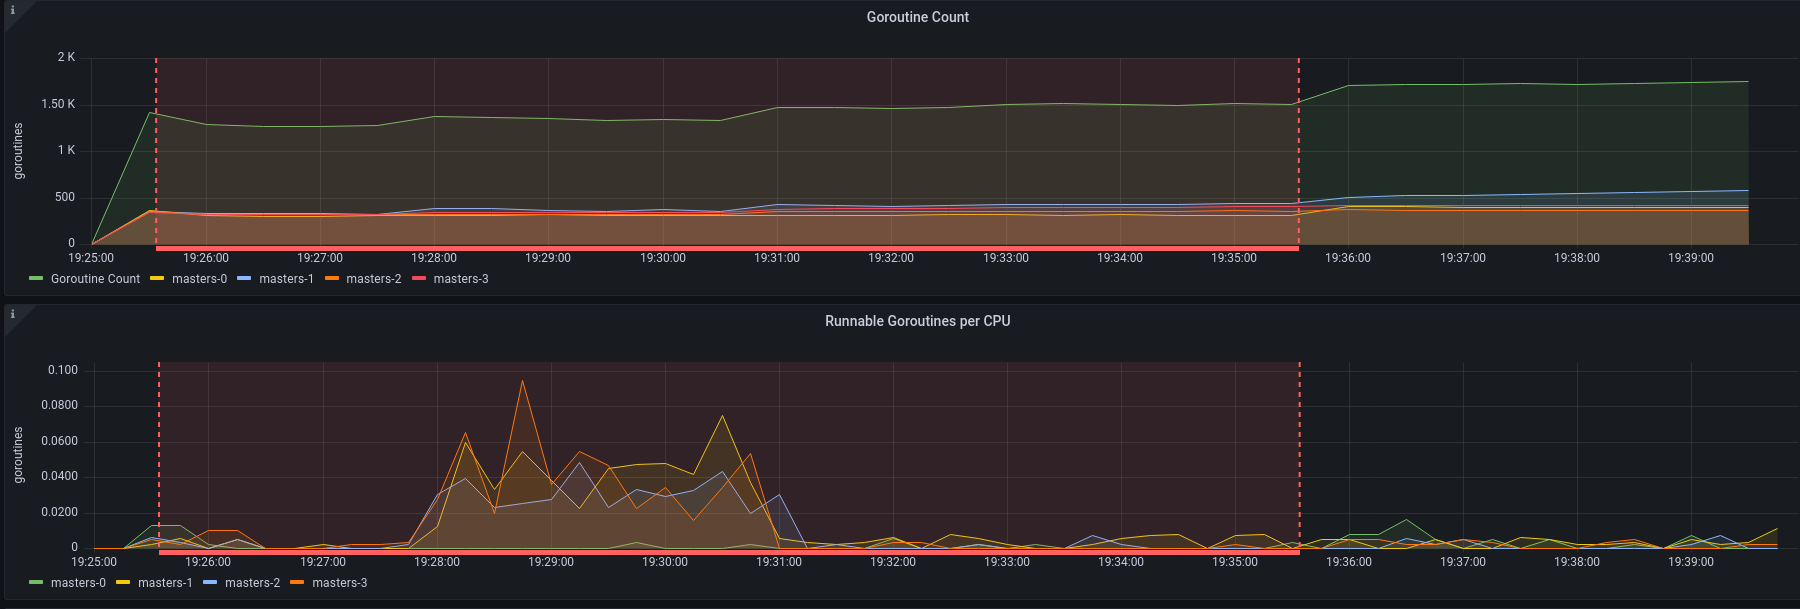 i
Goroutine Count
2 K
1.50 K
1 K
500
0
goroutines
19:25:00 19:26:00 19:27:00 19:28:00 19:29:00 19:30:00 19:31:00 19:32:00 19:33:00 19:34:00 19:35:00 19:36:00 19:37:00 19:38:00 19:39:00
Goroutine Count masters-0 masters-1 masters-2 masters-3
i
Runnable Goroutines per CPU
0.100
0.0800
0.0600
0.0400
0.0200
0
goroutines
19:25:00 19:26:00 19:27:00 19:28:00 19:29:00 19:30:00 19:31:00 19:32:00 19:33:00 19:34:00 19:35:00 19:36:00 19:37:00 19:38:00 19:39:00
masters-0 masters-1 masters-2 masters-3